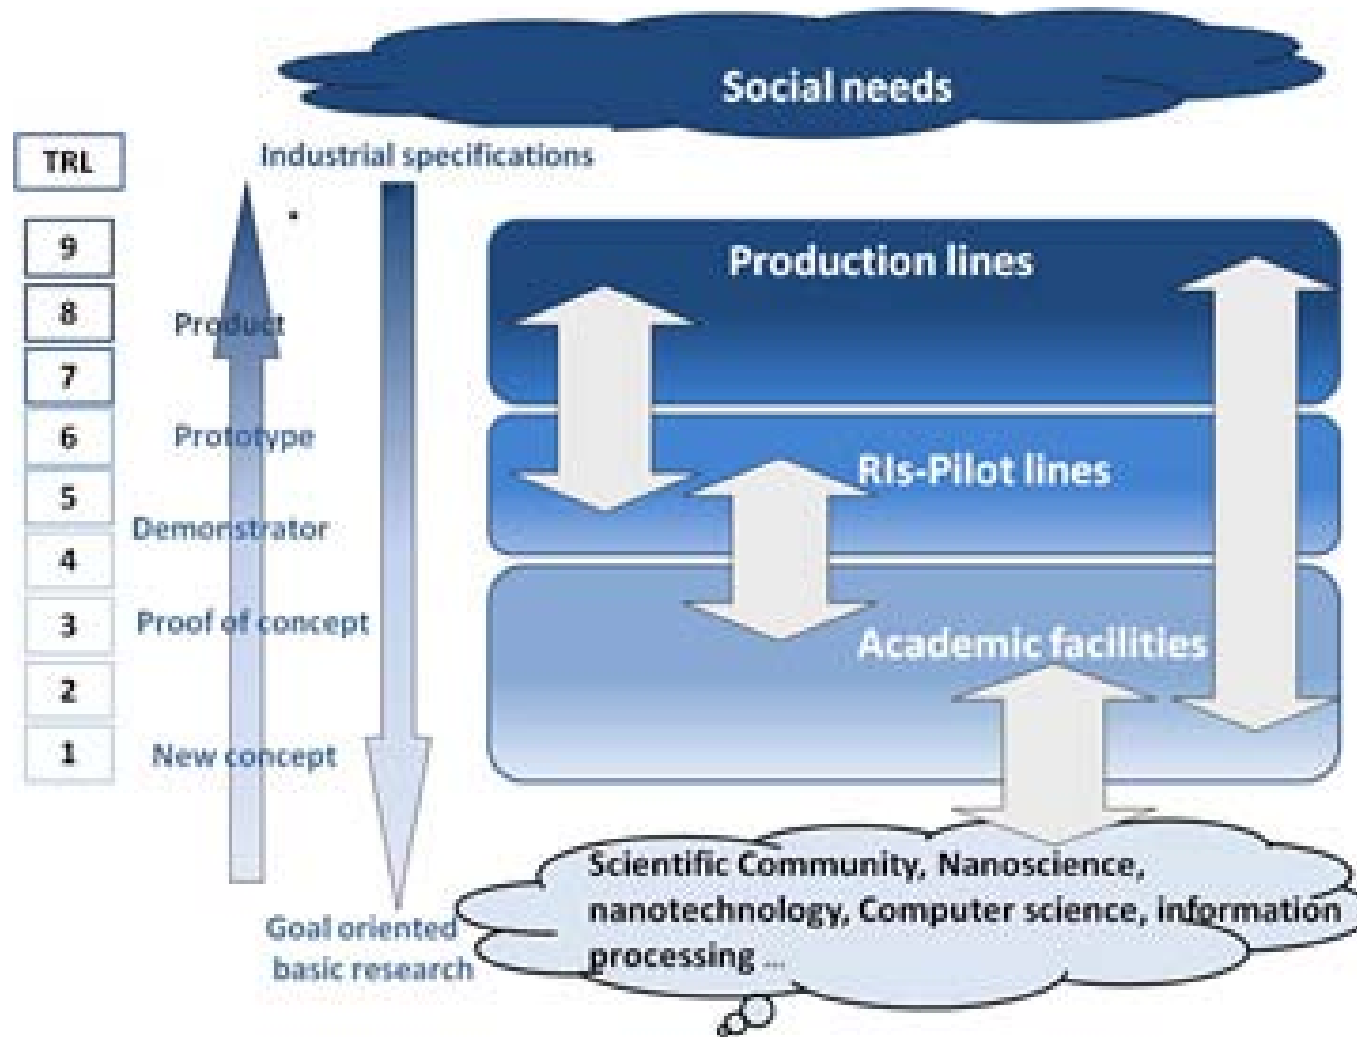 Social needs
TRL
Industrial specifications
9
8
7
6
5
4
3
2
1
Product
Prototype
Demonstrator
Proof of concept
New concept
Goal oriented
basic research
Production lines
RIs-Pilot lines
Academic facilities
Scientific Community, Nanoscience,
nanotechnology, Computer science, information
processing ...